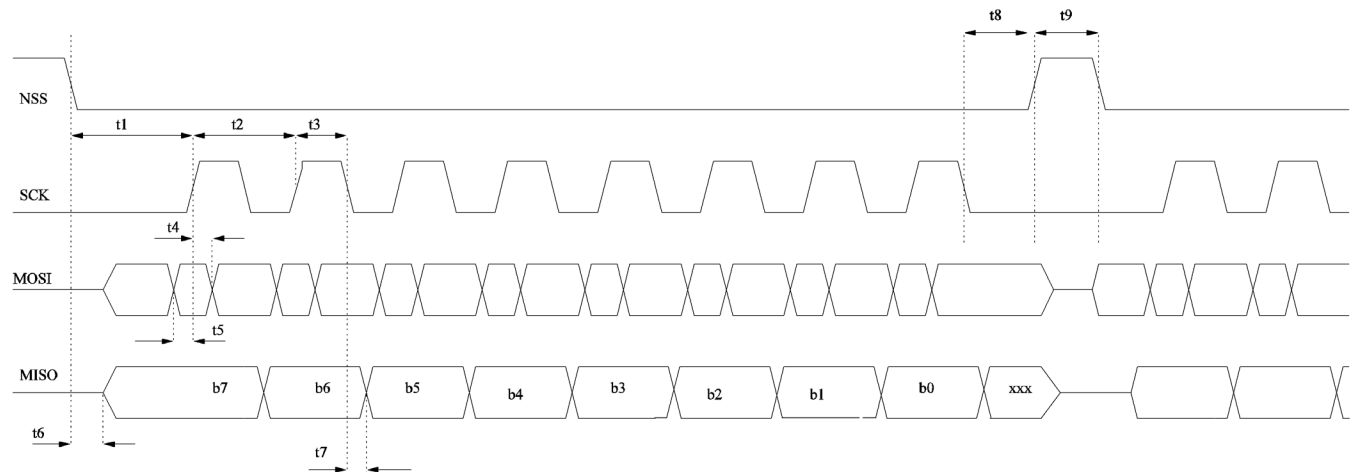 t8 t9
NSS
t1 t2 t3
SCK
t4
MOSI
t5
MISO b7 b6 b5 b4 b3 b2 b1 b0 xxx
t6
t7